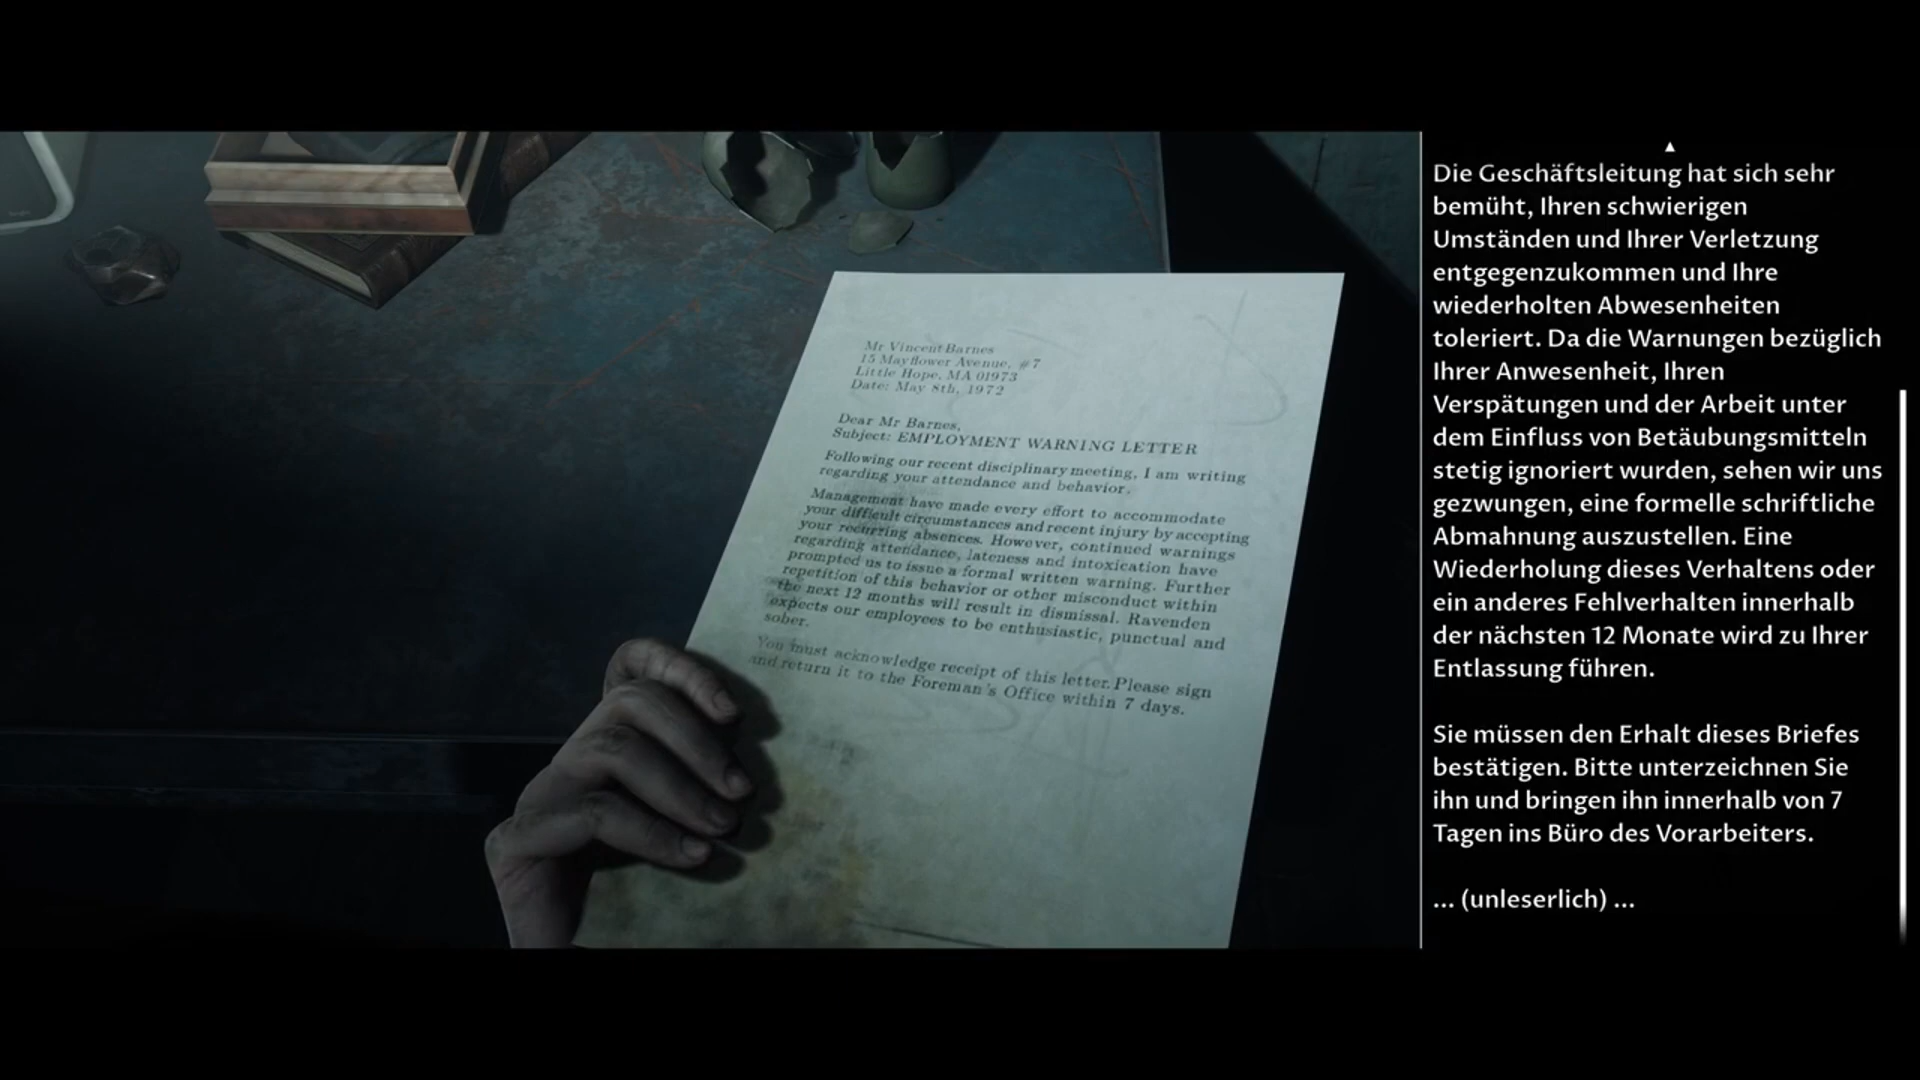 Mr Vincent Barnes
15 Mayflower Avenue, #7
Little Hope, MA 01973
Date: May 8th, 1972
Dear Mr Barnes,
Subject: EMPLOYMENT WARNING LETTER
Following our recent disciplinary meeting, I am writing
regarding your attendance and behavior.
Management have made every effort to accommodate
your difficult circumstances and recent injury by accepting
your recurring absences. However, continued warnings
regarding attendance, lateness and intoxication have
prompted us to issue a formal written warning. Further
repetition of this behavior or other misconduct within
the next 12 months will result in dismissal. Ravenden
expects our employees to be enthusiastic, punctual and
sober.
You must acknowledge receipt of this letter. Please sign
and return it to the Foreman's Office within 7 days.
Die Geschäftsleitung hat sich sehr
bemüht, Ihren schwierigen
Umständen und Ihrer Verletzung
entgegenzukommen und Ihre
wiederholten Abwesenheiten
toleriert. Da die Warnungen bezüglich
Ihrer Anwesenheit, Ihren
Verspätungen und der Arbeit unter
dem Einfluss von Betäubungsmitteln
stetig ignoriert wurden, sehen wir uns
gezwungen, eine formelle schriftliche
Abmahnung auszustellen. Eine
Wiederholung dieses Verhaltens oder
ein anderes Fehlverhalten innerhalb
der nächsten 12 Monate wird zu Ihrer
Entlassung führen.
Sie müssen den Erhalt dieses Briefes
bestätigen. Bitte unterzeichnen Sie
ihn und bringen ihn innerhalb von 7
Tagen ins Büro des Vorarbeiters.
... (unleserlich) ...